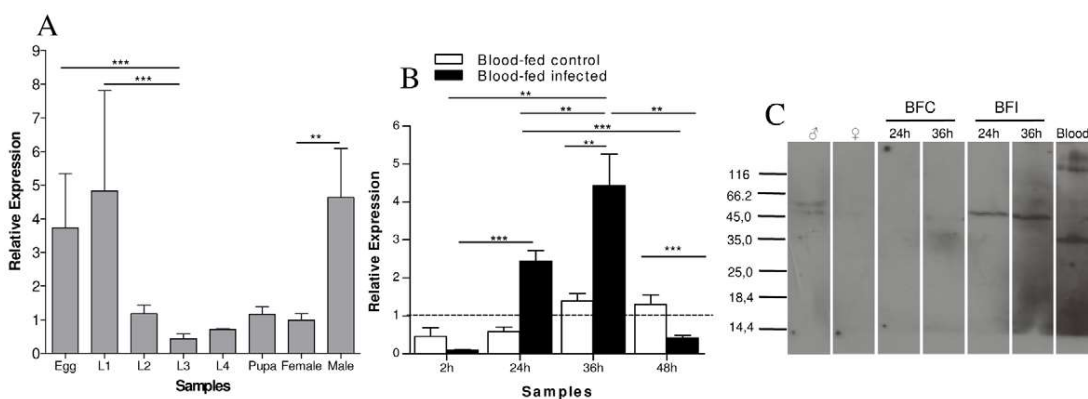 A
Relative Expression
9
8
7
6
5
4
3
2
1
0
***
***
**
Egg L1 L2 L3 L4 Pupa Female Male
Samples
B
Blood-fed control
Blood-fed infected
Relative Expression
6
5
4
3
2
1
0
**
** **
***
**
*** ***
2h 24h 36h 48h
Samples
C
BFC BFI
♂ ♀ 24h 36h 24h 36h Blood
116
66.2
45,0
35,0
25,0
18,4
14,4